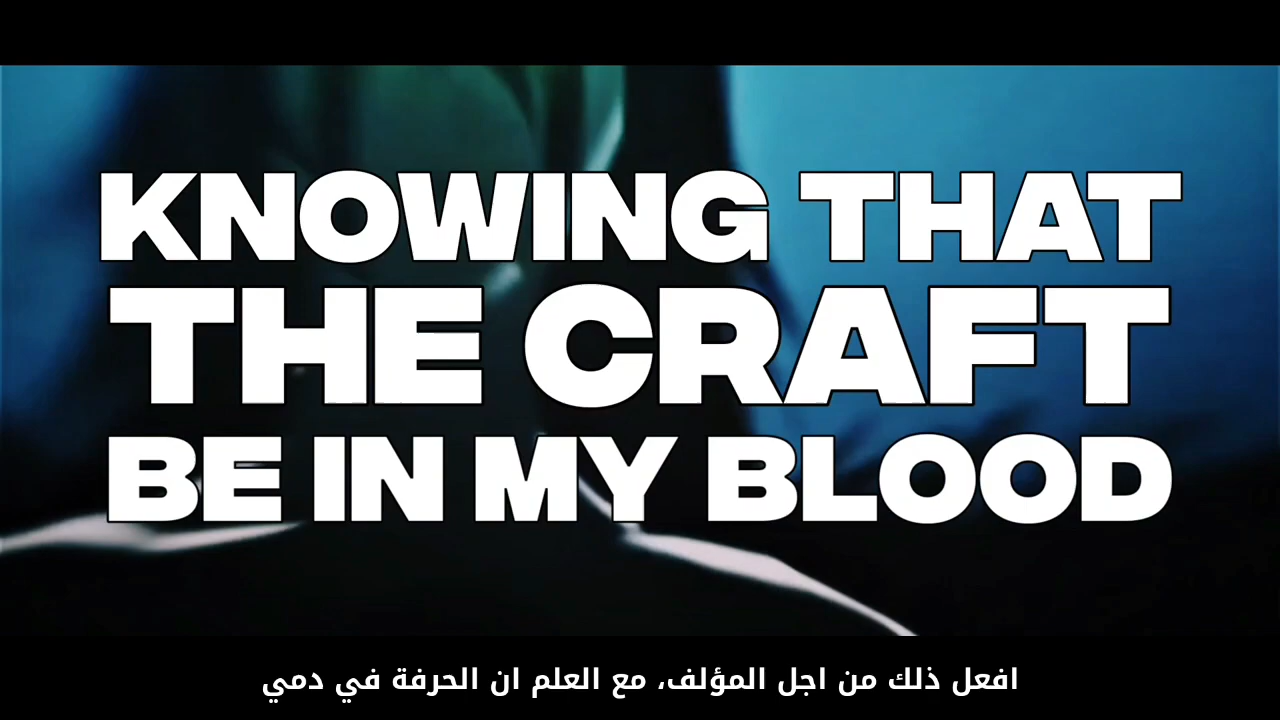 KNOWING THAT
THE CRAFT
BE IN MY BLOOD
افعل ذلك من اجل المؤلف، مع العلم ان الحرفة في دمي